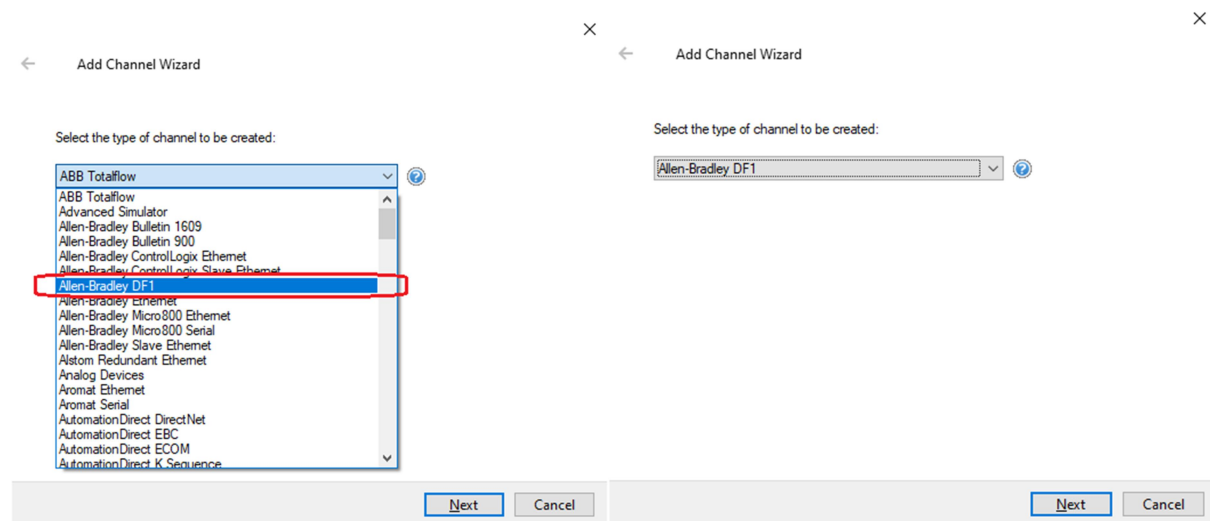 Add Channel Wizard
Select the type of channel to be created:
ABB Totalflow
ABB Totalflow
Advanced Simulator
Allen-Bradley Bulletin 1609
Allen-Bradley Bulletin 900
Allen-Bradley ControlLogix Ethernet
Allen-Bradley ControlLogix Slave Ethernet
Allen-Bradley DF1
Allen-Bradley Ethernet
Allen-Bradley Micro800 Ethernet
Allen-Bradley Micro800 Serial
Allen-Bradley Slave Ethernet
Alstom Redundant Ethernet
Analog Devices
Aromat Ethernet
Aromat Serial
AutomationDirect DirectNet
AutomationDirect EBC
AutomationDirect ECOM
AutomationDirect K Sequence
Next
Cancel
Add Channel Wizard
Select the type of channel to be created:
Allen-Bradley DF1
Next
Cancel